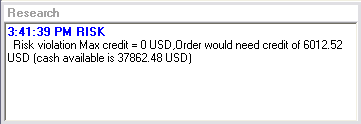 Research
3:41:39 PM RISK
Risk violation Max credit = 0 USD,Order would need credit of 6012.52
USD (cash available is 37862.48 USD)